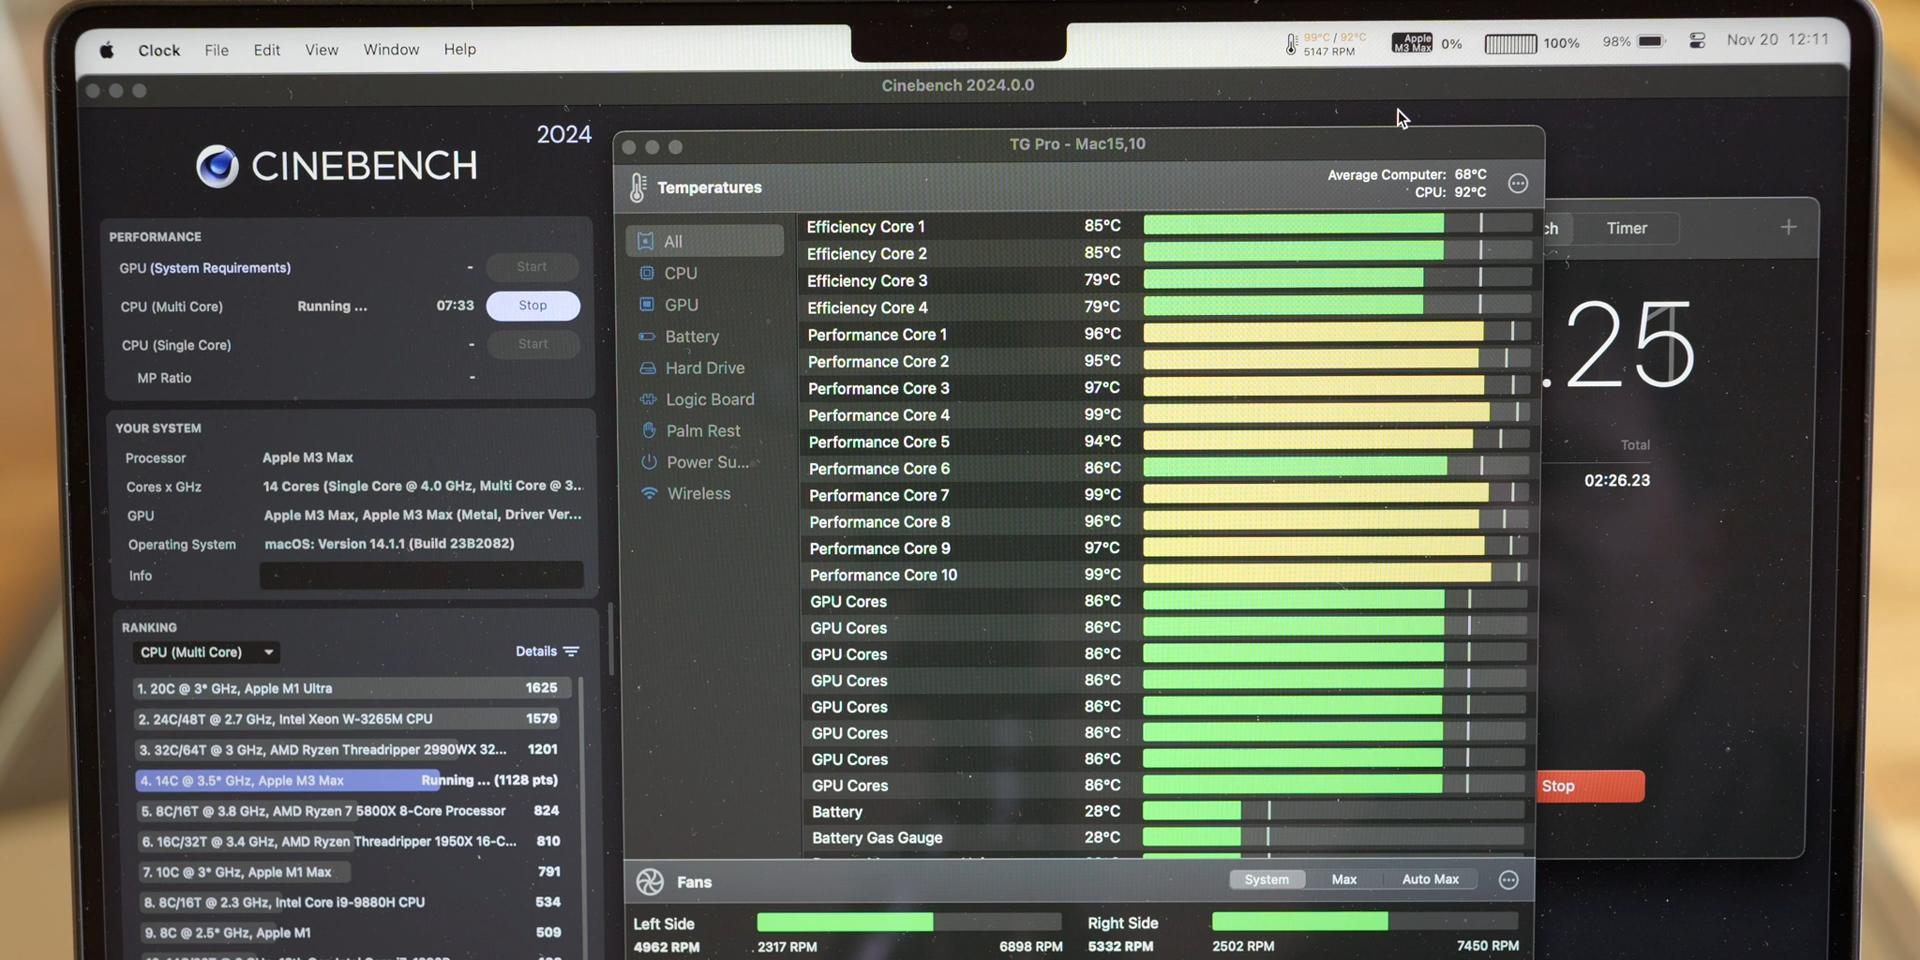 Clock File Edit View Window Help
99°C / 92°C
5147 RPM
Apple
M3 Max
0%
100%
98%
Nov 20 12:11
Cinebench 2024.0.0
CINEBENCH
2024
PERFORMANCE
GPU (System Requirements) - Start
CPU (Multi Core) Running ... 07:33 Stop
CPU (Single Core) - Start
MP Ratio -
YOUR SYSTEM
Processor Apple M3 Max
Cores x GHz 14 Cores (Single Core @ 4.0 GHz, Multi Core @ 3...
GPU Apple M3 Max, Apple M3 Max (Metal, Driver Ver...
Operating System macOS: Version 14.1.1 (Build 23B2082)
Info
RANKING
CPU (Multi Core) Details
1. 20C @ 3* GHz, Apple M1 Ultra 1625
2. 24C/48T @ 2.7 GHz, Intel Xeon W-3265M CPU 1579
3. 32C/64T @ 3 GHz, AMD Ryzen Threadripper 2990WX 32... 1201
4. 14C @ 3.5* GHz, Apple M3 Max Running ... (1128 pts)
5. 8C/16T @ 3.8 GHz, AMD Ryzen 7 5800X 8-Core Processor 824
6. 16C/32T @ 3.4 GHz, AMD Ryzen Threadripper 1950X 16-C... 810
7. 10C @ 3* GHz, Apple M1 Max 791
8. 8C/16T @ 2.3 GHz, Intel Core i9-9880H CPU 534
9. 8C @ 2.5* GHz, Apple M1 509
TG Pro - Mac15,10
Temperatures
Average Computer: 68°C
CPU: 92°C
All
CPU
GPU
Battery
Hard Drive
Logic Board
Palm Rest
Power Su...
Wireless
Efficiency Core 1 85°C
Efficiency Core 2 85°C
Efficiency Core 3 79°C
Efficiency Core 4 79°C
Performance Core 1 96°C
Performance Core 2 95°C
Performance Core 3 97°C
Performance Core 4 99°C
Performance Core 5 94°C
Performance Core 6 86°C
Performance Core 7 99°C
Performance Core 8 96°C
Performance Core 9 97°C
Performance Core 10 99°C
GPU Cores 86°C
GPU Cores 86°C
GPU Cores 86°C
GPU Cores 86°C
GPU Cores 86°C
GPU Cores 86°C
GPU Cores 86°C
GPU Cores 86°C
Battery 28°C
Battery Gas Gauge 28°C
Fans
System Max Auto Max
Left Side
4962 RPM 2317 RPM 6898 RPM
Right Side
5332 RPM 2502 RPM 7450 RPM
ch Timer +
.25
Total
02:26.23
Stop